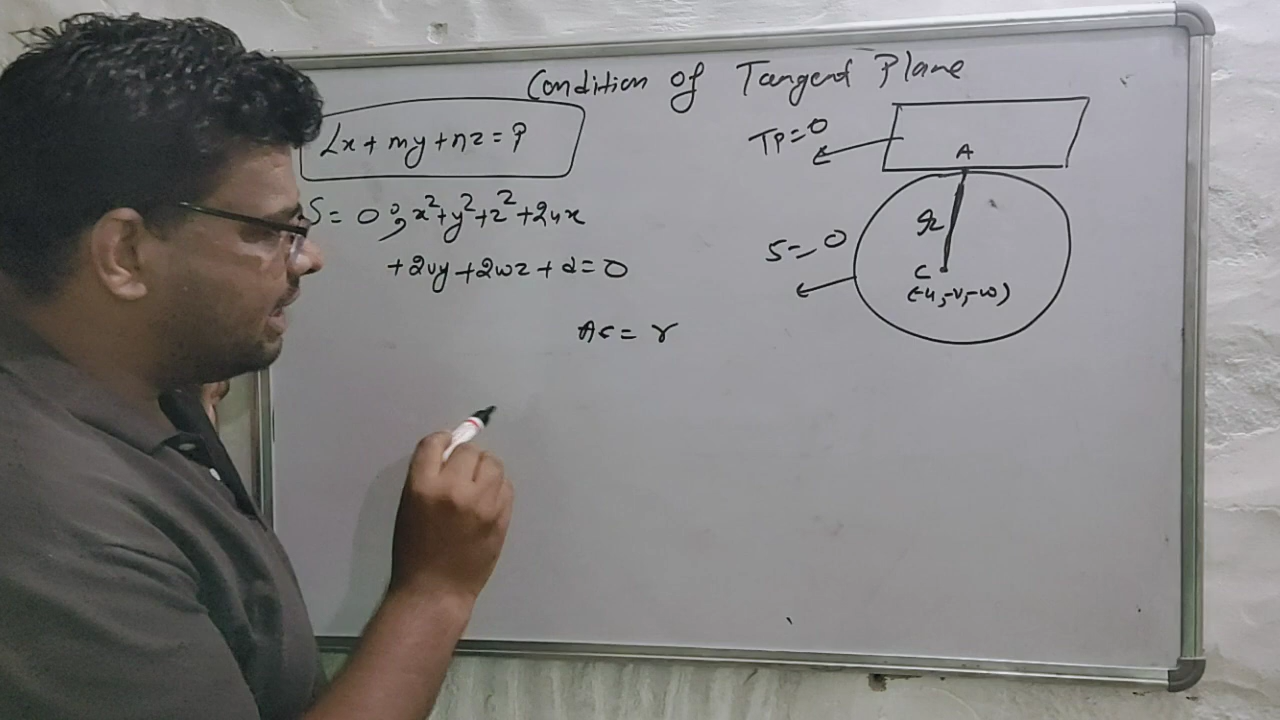 Condition of Tangent Plane
Lx + my + nz = P
S = 0 ; x² + y² + z² + 2ux
+ 2vy + 2wz + d = 0
AC = r
TP = 0
A
r
S = 0
C
(-u, -v, -w)